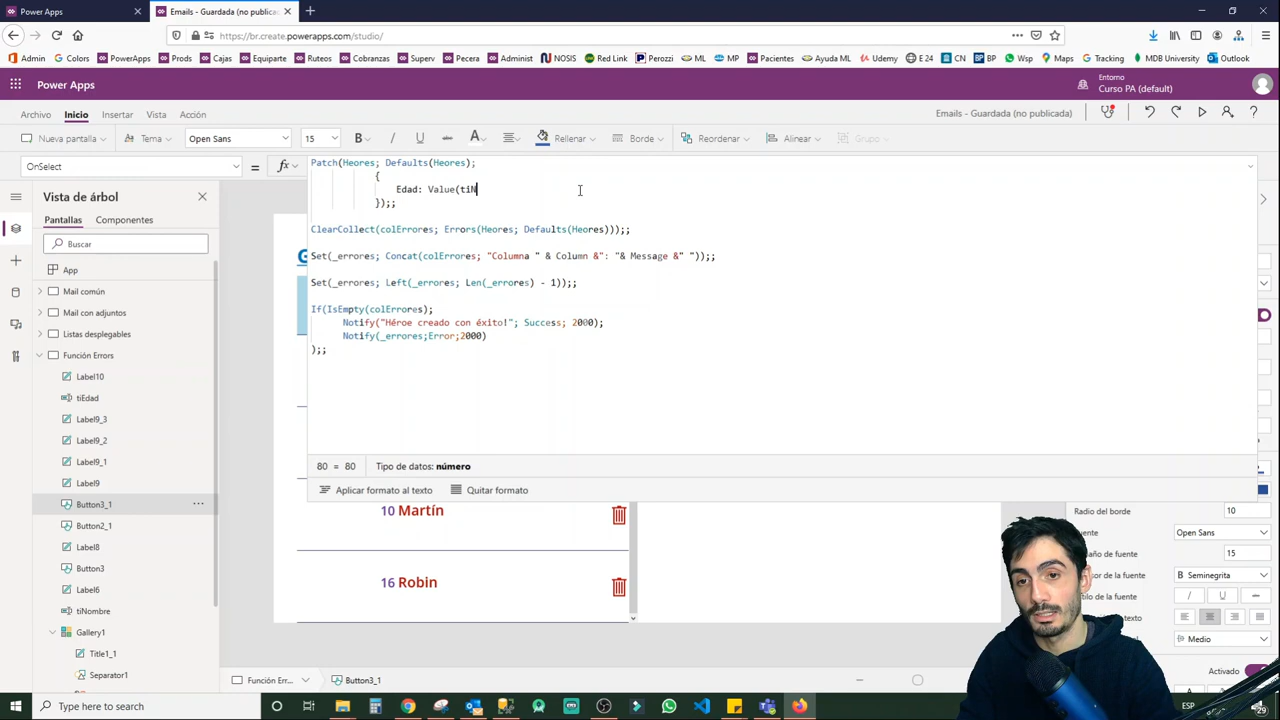 Power Apps
Emails - Guardada (no publicada)
https://br.create.powerapps.com/studio/
Admin
Colors
PowerApps
Prods
Cajas
Equiparte
Ruteos
Cobranzas
Superv
Pecera
Administ
NOSIS
Red Link
Perozzi
ML
MP
Pacientes
Ayuda ML
Udemy
E 24
CN
BP
Wsp
Maps
Tracking
MDB University
Outlook
Power Apps
Entorno
Curso PA (default)
Archivo
Inicio
Insertar
Vista
Acción
Emails - Guardada (no publicada)
Nueva pantalla
Tema
Open Sans
15
B
Rellenar
Borde
Reordenar
Alinear
Grupo
OnSelect
=
fx
Patch(Heores; Defaults(Heores);
{
Edad: Value(tiN
});;
ClearCollect(colErrores; Errors(Heores; Defaults(Heores)));;
Set(_errores; Concat(colErrores; "Columna " & Column &": "& Message &" "));;
Set(_errores; Left(_errores; Len(_errores) - 1));;
If(IsEmpty(colErrores);
Notify("Héroe creado con éxito!"; Success; 2000);
Notify(_errores;Error;2000)
);;
80 = 80
Tipo de datos: número
Aplicar formato al texto
Quitar formato
Vista de árbol
Pantallas
Componentes
Buscar
App
Mail común
Mail con adjuntos
Listas desplegables
Función Errors
Label10
tiEdad
Label9_3
Label9_2
Label9_1
Label9
Button3_1
Button2_1
Label8
Button3
Label6
tiNombre
Gallery1
Title1_1
Separator1
10 Martín
16 Robin
Radio del borde
10
Open Sans
15
B Seminegrita
Medio
Activado
Función Err...
Button3_1
Type here to search
ESP